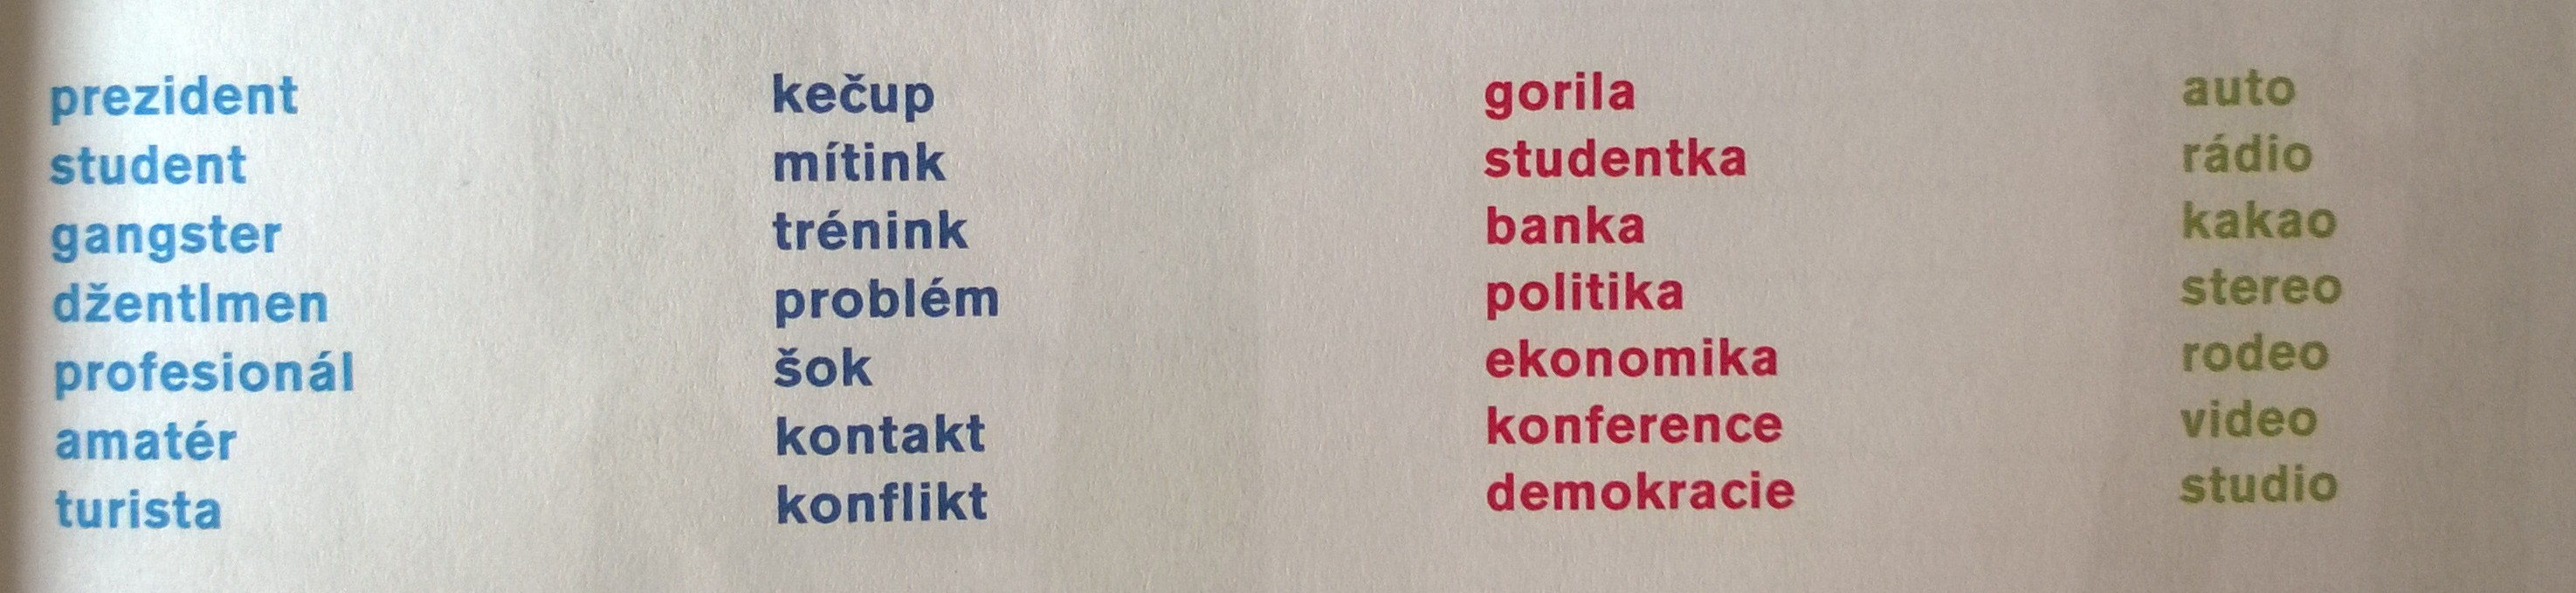 prezident
student
gangster
džentlmen
profesionál
amatér
turista
kečup
mítink
trénink
problém
šok
kontakt
konflikt
gorila
studentka
banka
politika
ekonomika
konference
demokracie
auto
rádio
kakao
stereo
rodeo
video
studio